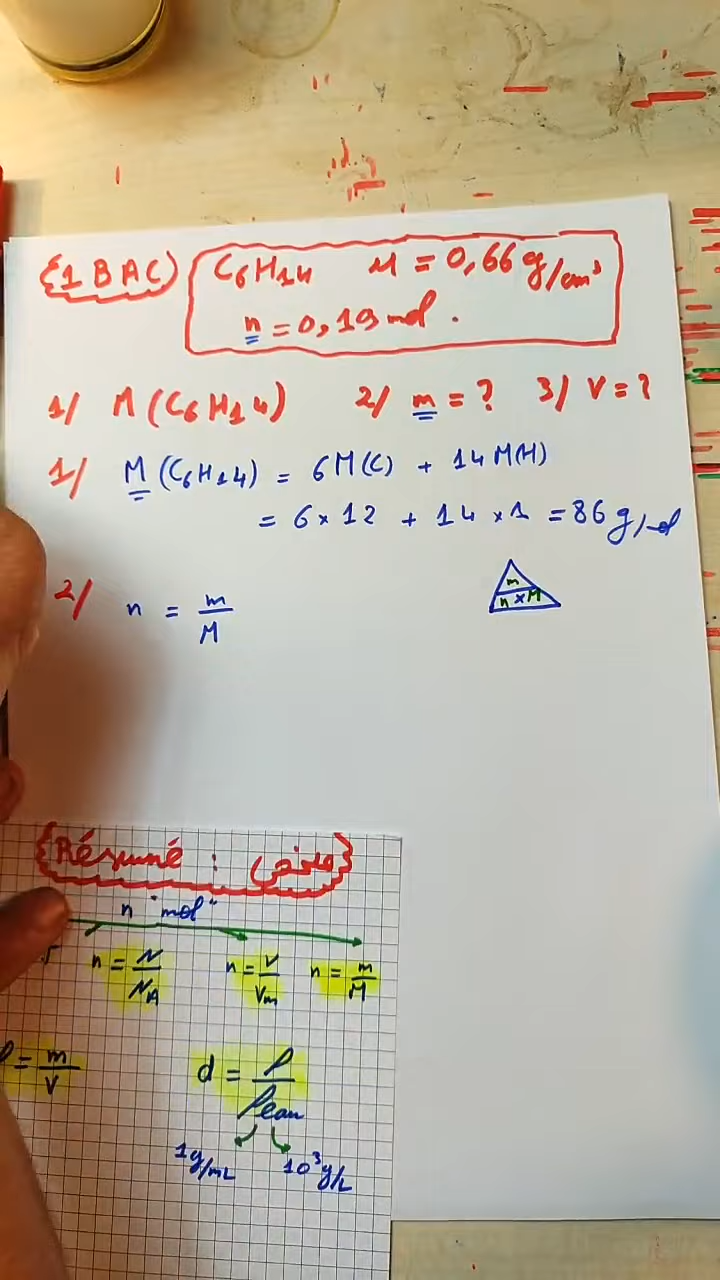 {1 BAC} C₆H₁₄ μ = 0,66 g/cm³
n = 0,19 mol .
1/ M (C₆H₁₄) 2/ m = ? 3/ V = ?
1/ M (C₆H₁₄) = 6M(C) + 14 M(H)
= 6 × 12 + 14 × 1 = 86 g/mol
2/ n = m/M
m
n × M
{Résumé : ملخص}
n "mol"
n = N/NA n = V/Vm n = m/M
ρ = m/V d = ρ/ρeau
1g/mL 10³g/L